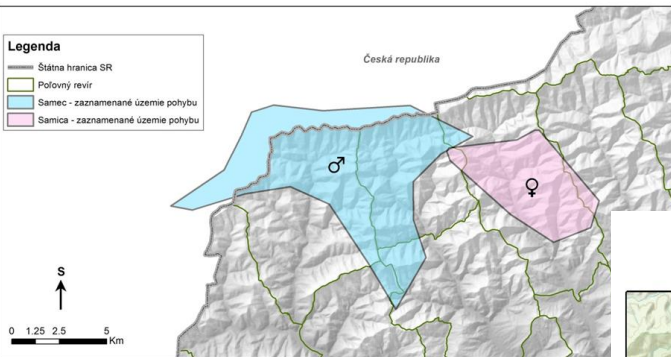 Legenda
Štátna hranica SR
Poľovný revír
Samec - zaznamenané územie pohybu
Samica - zaznamenané územie pohybu
Česká republika
♂
♀
S
0 1.25 2.5 5
Km